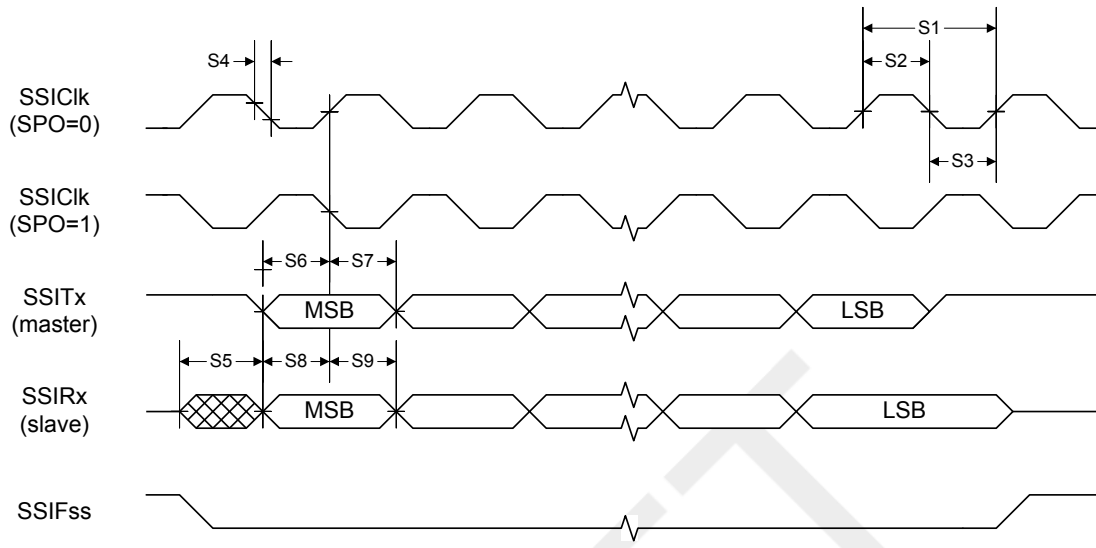 S1
S4
S2
SSIClk
(SPO=0)
S3
SSIClk
(SPO=1)
S6
S7
SSITx
(master)
MSB
LSB
S5
S8
S9
SSIRx
(slave)
MSB
LSB
SSIFss